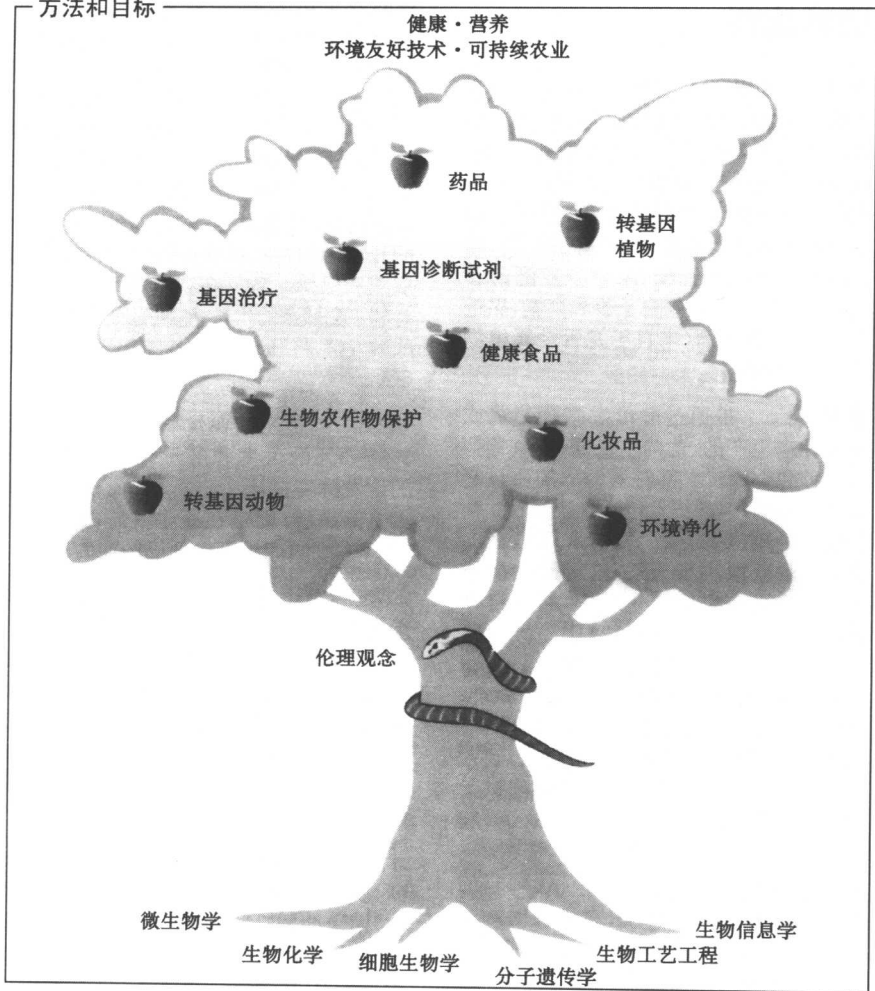 方法和目标
健康·营养
环境友好技术·可持续农业
药品
转基因
植物
基因诊断试剂
基因治疗
健康食品
生物农作物保护
化妆品
转基因动物
环境净化
伦理观念
微生物学
生物信息学
生物化学
细胞生物学
生物工艺工程
分子遗传学